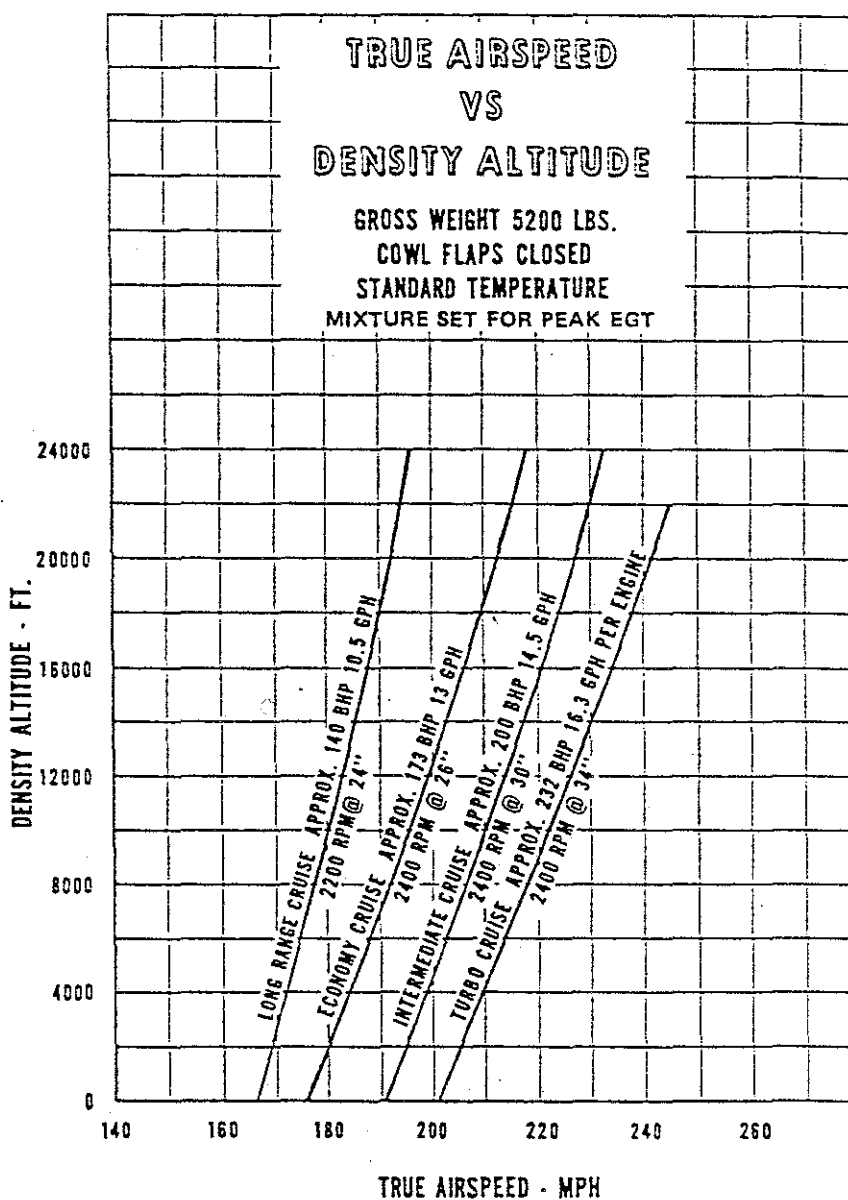 TRUE AIRSPEED
VS
DENSITY ALTITUDE
GROSS WEIGHT 5200 LBS.
COWL FLAPS CLOSED
STANDARD TEMPERATURE
MIXTURE SET FOR PEAK EGT
24000
20000
16000
12000
8000
4000
0
DENSITY ALTITUDE - FT.
LONG RANGE CRUISE APPROX. 140 BHP 10.5 GPH
2200 RPM@ 24"
ECONOMY CRUISE APPROX. 173 BHP 13 GPH
2400 RPM @ 26"
INTERMEDIATE CRUISE APPROX. 200 BHP 14.5 GPH
2400 RPM @ 30"
TURBO CRUISE APPROX. 232 BHP 16.3 GPH PER ENGINE
2400 RPM @ 34"
140 160 180 200 220 240 260
TRUE AIRSPEED - MPH